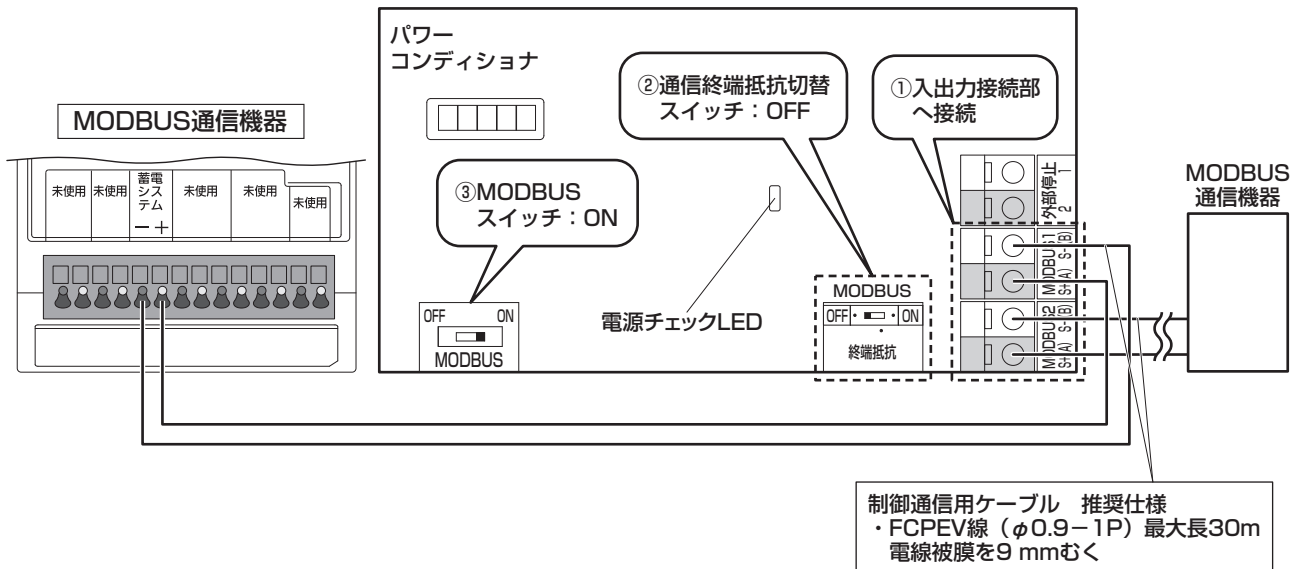 パワー
コンディショナ
②通信終端抵抗切替
スイッチ：OFF
①入出力接続部
へ接続
MODBUS通信機器
未使用
未使用
蓄電
シス
テム
－＋
未使用
未使用
未使用
③MODBUS
スイッチ：ON
外部停止
1
2
MODBUS1
S-(B)
S+(A)
MODBUS2
S-(B)
S+(A)
MODBUS
通信機器
OFF ON
MODBUS
電源チェックLED
MODBUS
OFF ON
終端抵抗
制御通信用ケーブル　推奨仕様
・FCPEV線（φ0.9－1P）最大長30m
電線被膜を9 mmむく